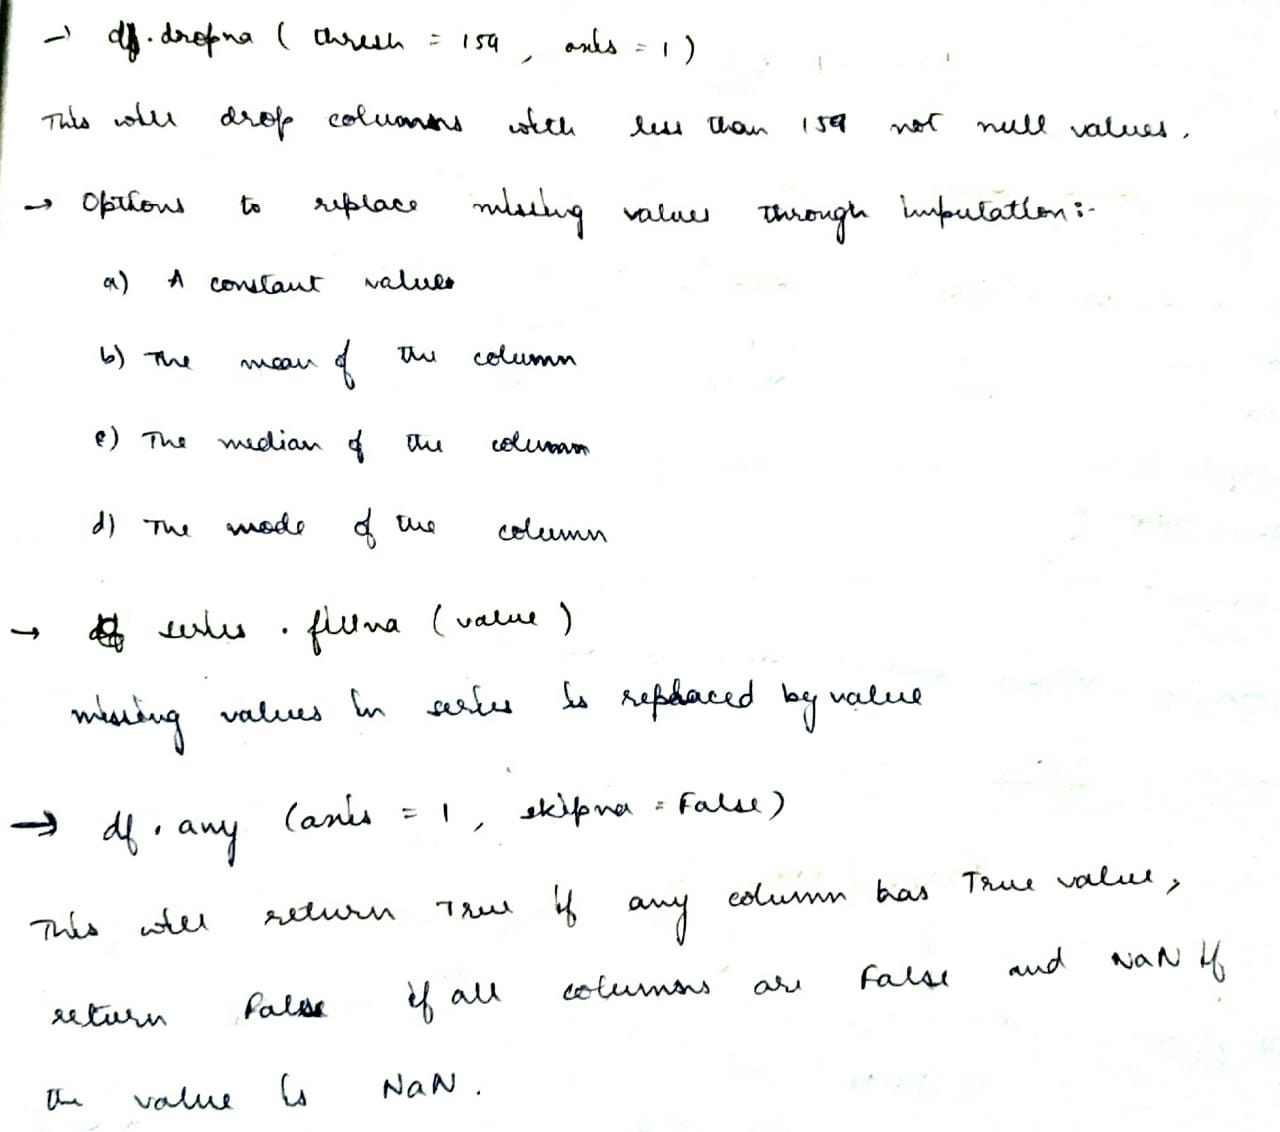 → df.dropna ( thresh = 159 , axis = 1 )
This will drop columns with less than 159 not null values.
→ Options to replace missing values through imputation:-
a) A constant values
b) The mean of the column
c) The median of the column
d) The mode of the column
→ series . fillna (value)
missing values in series is replaced by value
→ df . any (axis = 1 , skipna = False)
This will return True if any column has True value,
return False if all columns are False and NaN if
the value is NaN.